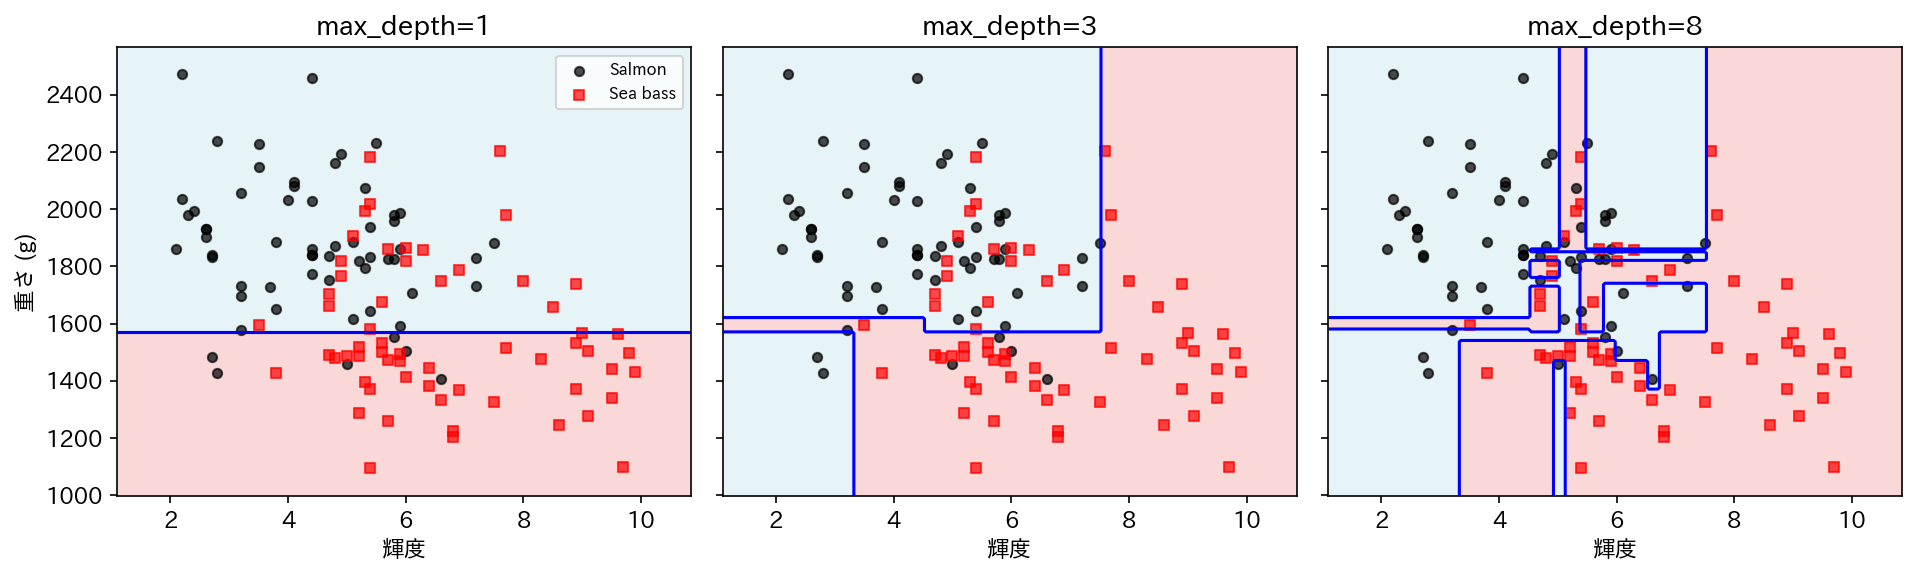 max_depth=1
max_depth=3
max_depth=8
Salmon
Sea bass
重さ (g)
2400
2200
2000
1800
1600
1400
1200
1000
2 4 6 8 10
2 4 6 8 10
2 4 6 8 10
輝度
輝度
輝度